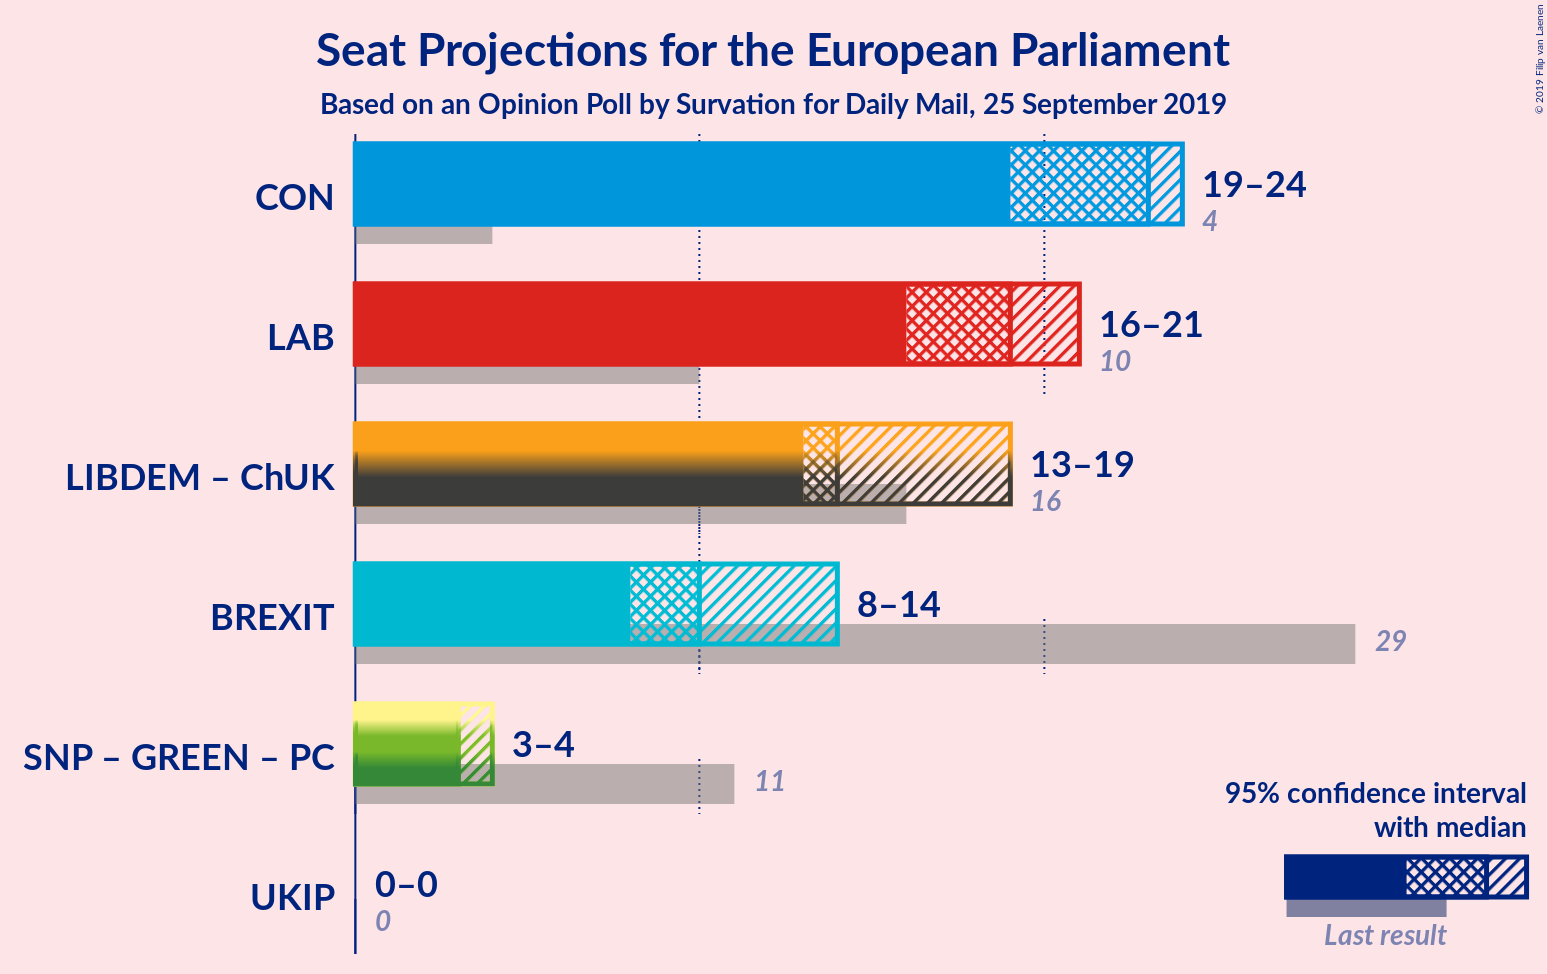 Seat Projections for the European Parliament
Based on an Opinion Poll by Survation for Daily Mail, 25 September 2019
© 2019 Filip van Laenen
CON
19–24
4
LAB
16–21
10
LIBDEM – ChUK
13–19
16
BREXIT
8–14
29
SNP – GREEN – PC
3–4
11
UKIP
0–0
0
95% confidence interval
with median
Last result